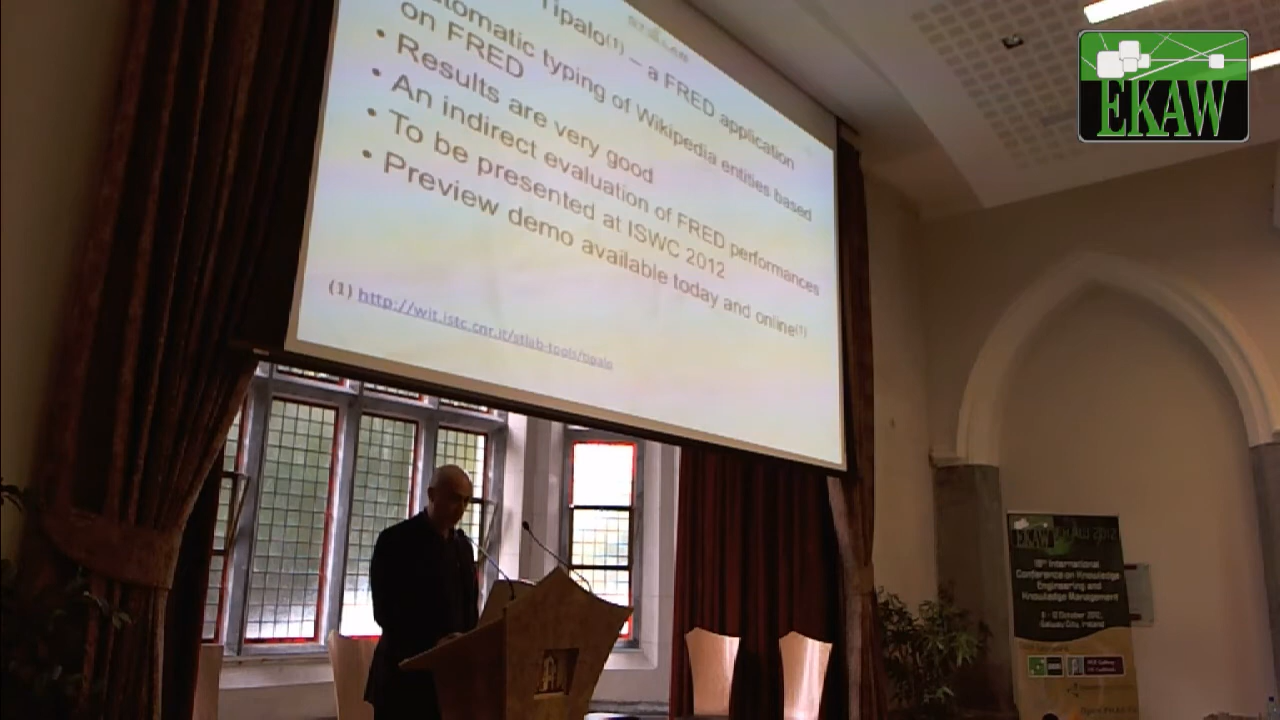 Tipalo(1) – a FRED application
automatic typing of Wikipedia entities based
on FRED
• Results are very good
• An indirect evaluation of FRED performances
• To be presented at ISWC 2012
• Preview demo available today and online(1)
(1) http://wit.istc.cnr.it/stlab-tools/tipalo
EKAW
EKAW 2012
18th International
Conference on Knowledge
Engineering and
Knowledge Management
8 - 12 October 2012,
Galway City, Ireland